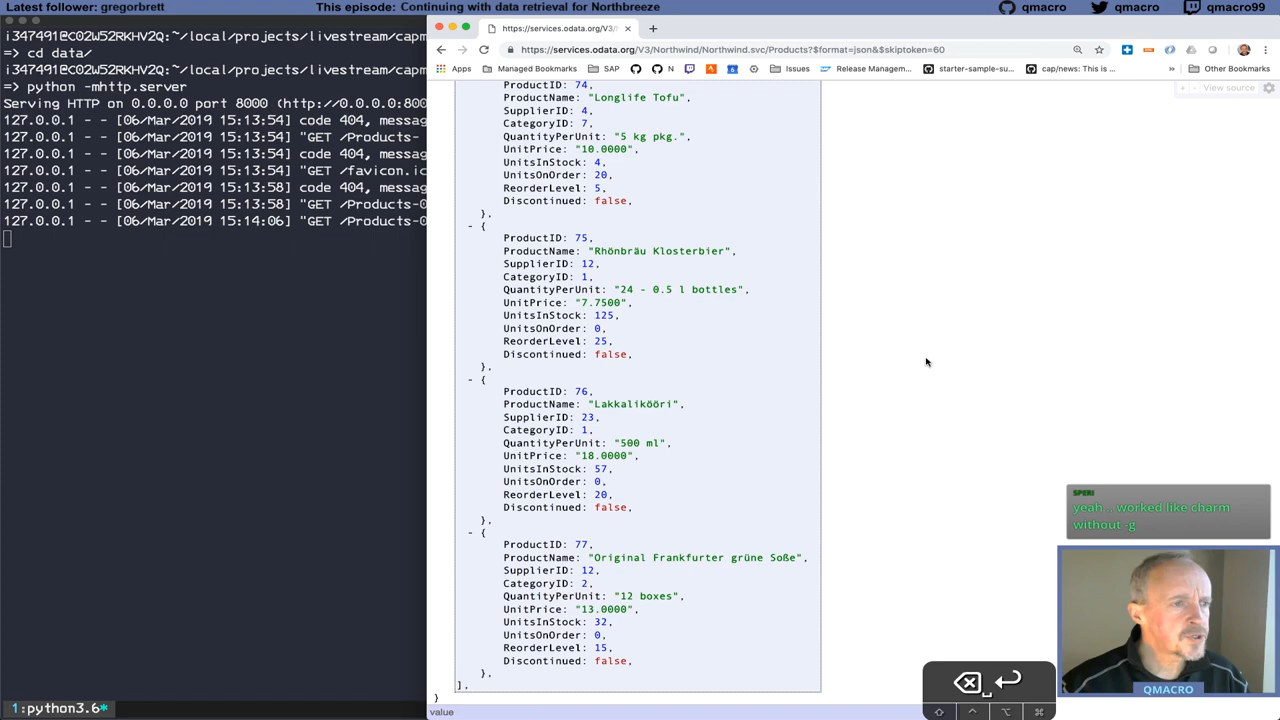 Latest follower: gregorbrett
This episode: Continuing with data retrieval for Northbreeze
qmacro
qmacro
qmacro99
i347491@C02W52RKHV2Q:~/local/projects/livestream/capm
=> cd data/
i347491@C02W52RKHV2Q:~/local/projects/livestream/capm
=> python -mhttp.server
Serving HTTP on 0.0.0.0 port 8000 (http://0.0.0.0:800
127.0.0.1 - - [06/Mar/2019 15:13:54] code 404, messag
127.0.0.1 - - [06/Mar/2019 15:13:54] "GET /Products-
127.0.0.1 - - [06/Mar/2019 15:13:54] code 404, messag
127.0.0.1 - - [06/Mar/2019 15:13:54] "GET /favicon.ic
127.0.0.1 - - [06/Mar/2019 15:13:58] code 404, messag
127.0.0.1 - - [06/Mar/2019 15:13:58] "GET /Products-0
127.0.0.1 - - [06/Mar/2019 15:14:06] "GET /Products-0
1:python3.6*
https://services.odata.org/V3/
https://services.odata.org/V3/Northwind/Northwind.svc/Products?$format=json&$skiptoken=60
Apps
Managed Bookmarks
SAP
N
6
Issues
Release Managem...
starter-sample-su...
cap/news: This is ...
»
Other Bookmarks
+ - View source
ProductID: 74,
ProductName: "Longlife Tofu",
SupplierID: 4,
CategoryID: 7,
QuantityPerUnit: "5 kg pkg.",
UnitPrice: "10.0000",
UnitsInStock: 4,
UnitsOnOrder: 20,
ReorderLevel: 5,
Discontinued: false,
},
- {
ProductID: 75,
ProductName: "Rhönbräu Klosterbier",
SupplierID: 12,
CategoryID: 1,
QuantityPerUnit: "24 - 0.5 l bottles",
UnitPrice: "7.7500",
UnitsInStock: 125,
UnitsOnOrder: 0,
ReorderLevel: 25,
Discontinued: false,
},
- {
ProductID: 76,
ProductName: "Lakkalikööri",
SupplierID: 23,
CategoryID: 1,
QuantityPerUnit: "500 ml",
UnitPrice: "18.0000",
UnitsInStock: 57,
UnitsOnOrder: 0,
ReorderLevel: 20,
Discontinued: false,
},
- {
ProductID: 77,
ProductName: "Original Frankfurter grüne Soße",
SupplierID: 12,
CategoryID: 2,
QuantityPerUnit: "12 boxes",
UnitPrice: "13.0000",
UnitsInStock: 32,
UnitsOnOrder: 0,
ReorderLevel: 15,
Discontinued: false,
},
],
}
value
SPERI
yeah... worked like charm
without -g
QMACRO